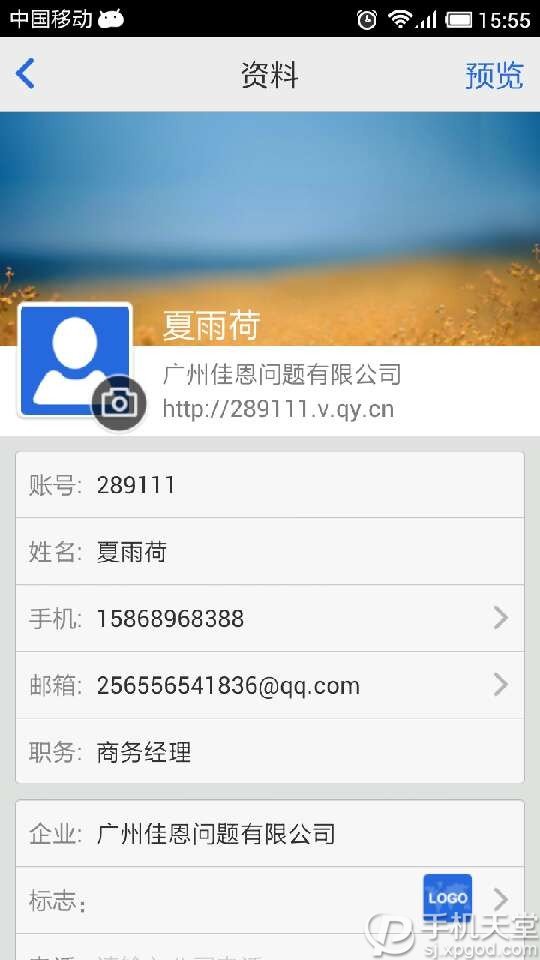 中国移动 15:55
资料 预览
夏雨荷
广州佳恩问题有限公司
http://289111.v.qy.cn
账号: 289111
姓名: 夏雨荷
手机: 15868968388
邮箱: 256556541836@qq.com
职务: 商务经理
企业: 广州佳恩问题有限公司
标志: LOGO
手机天堂
sj.xpgod.com